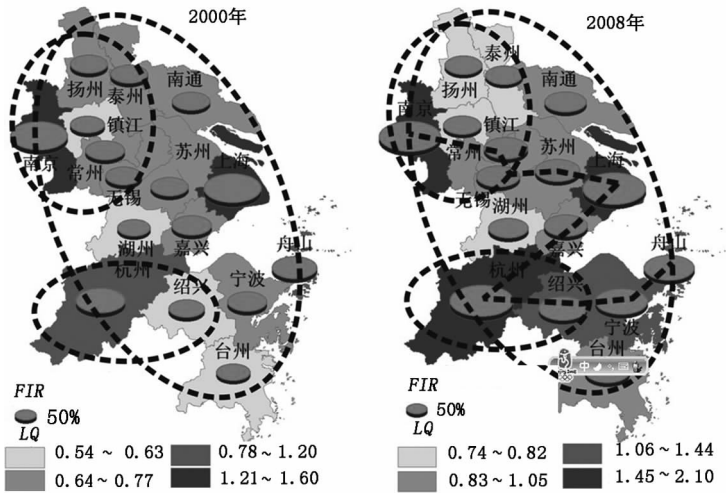 2000年
扬州
泰州
南通
镇江
南京
常州
苏州
上海
无锡
湖州
嘉兴
杭州
绍兴
舟山
宁波
台州
FIR
50%
LQ
0.54~0.63
0.78~1.20
0.64~0.77
1.21~1.60
2008年
泰州
扬州
南通
南京
镇江
常州
苏州
上海
无锡
湖州
嘉兴
舟山
杭州
绍兴
宁波
台州
中
FIR
50%
LQ
0.74~0.82
1.06~1.44
0.83~1.05
1.45~2.10